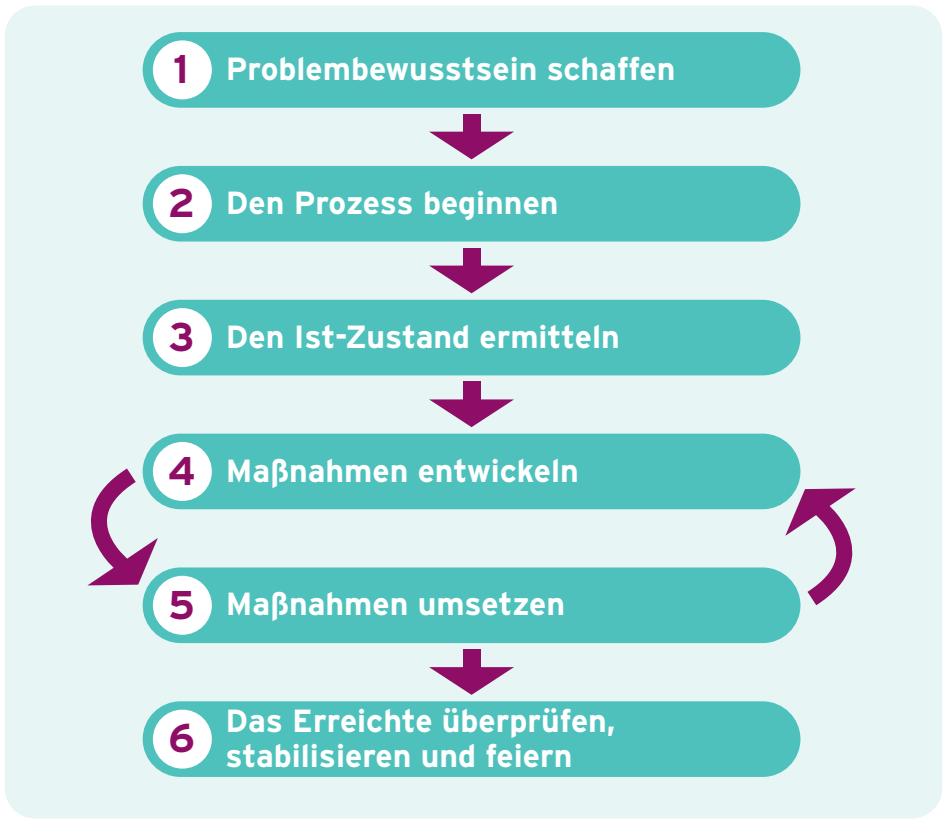 1 Problembewusstsein schaffen
2 Den Prozess beginnen
3 Den Ist-Zustand ermitteln
4 Maßnahmen entwickeln
5 Maßnahmen umsetzen
6 Das Erreichte überprüfen,
stabilisieren und feiern